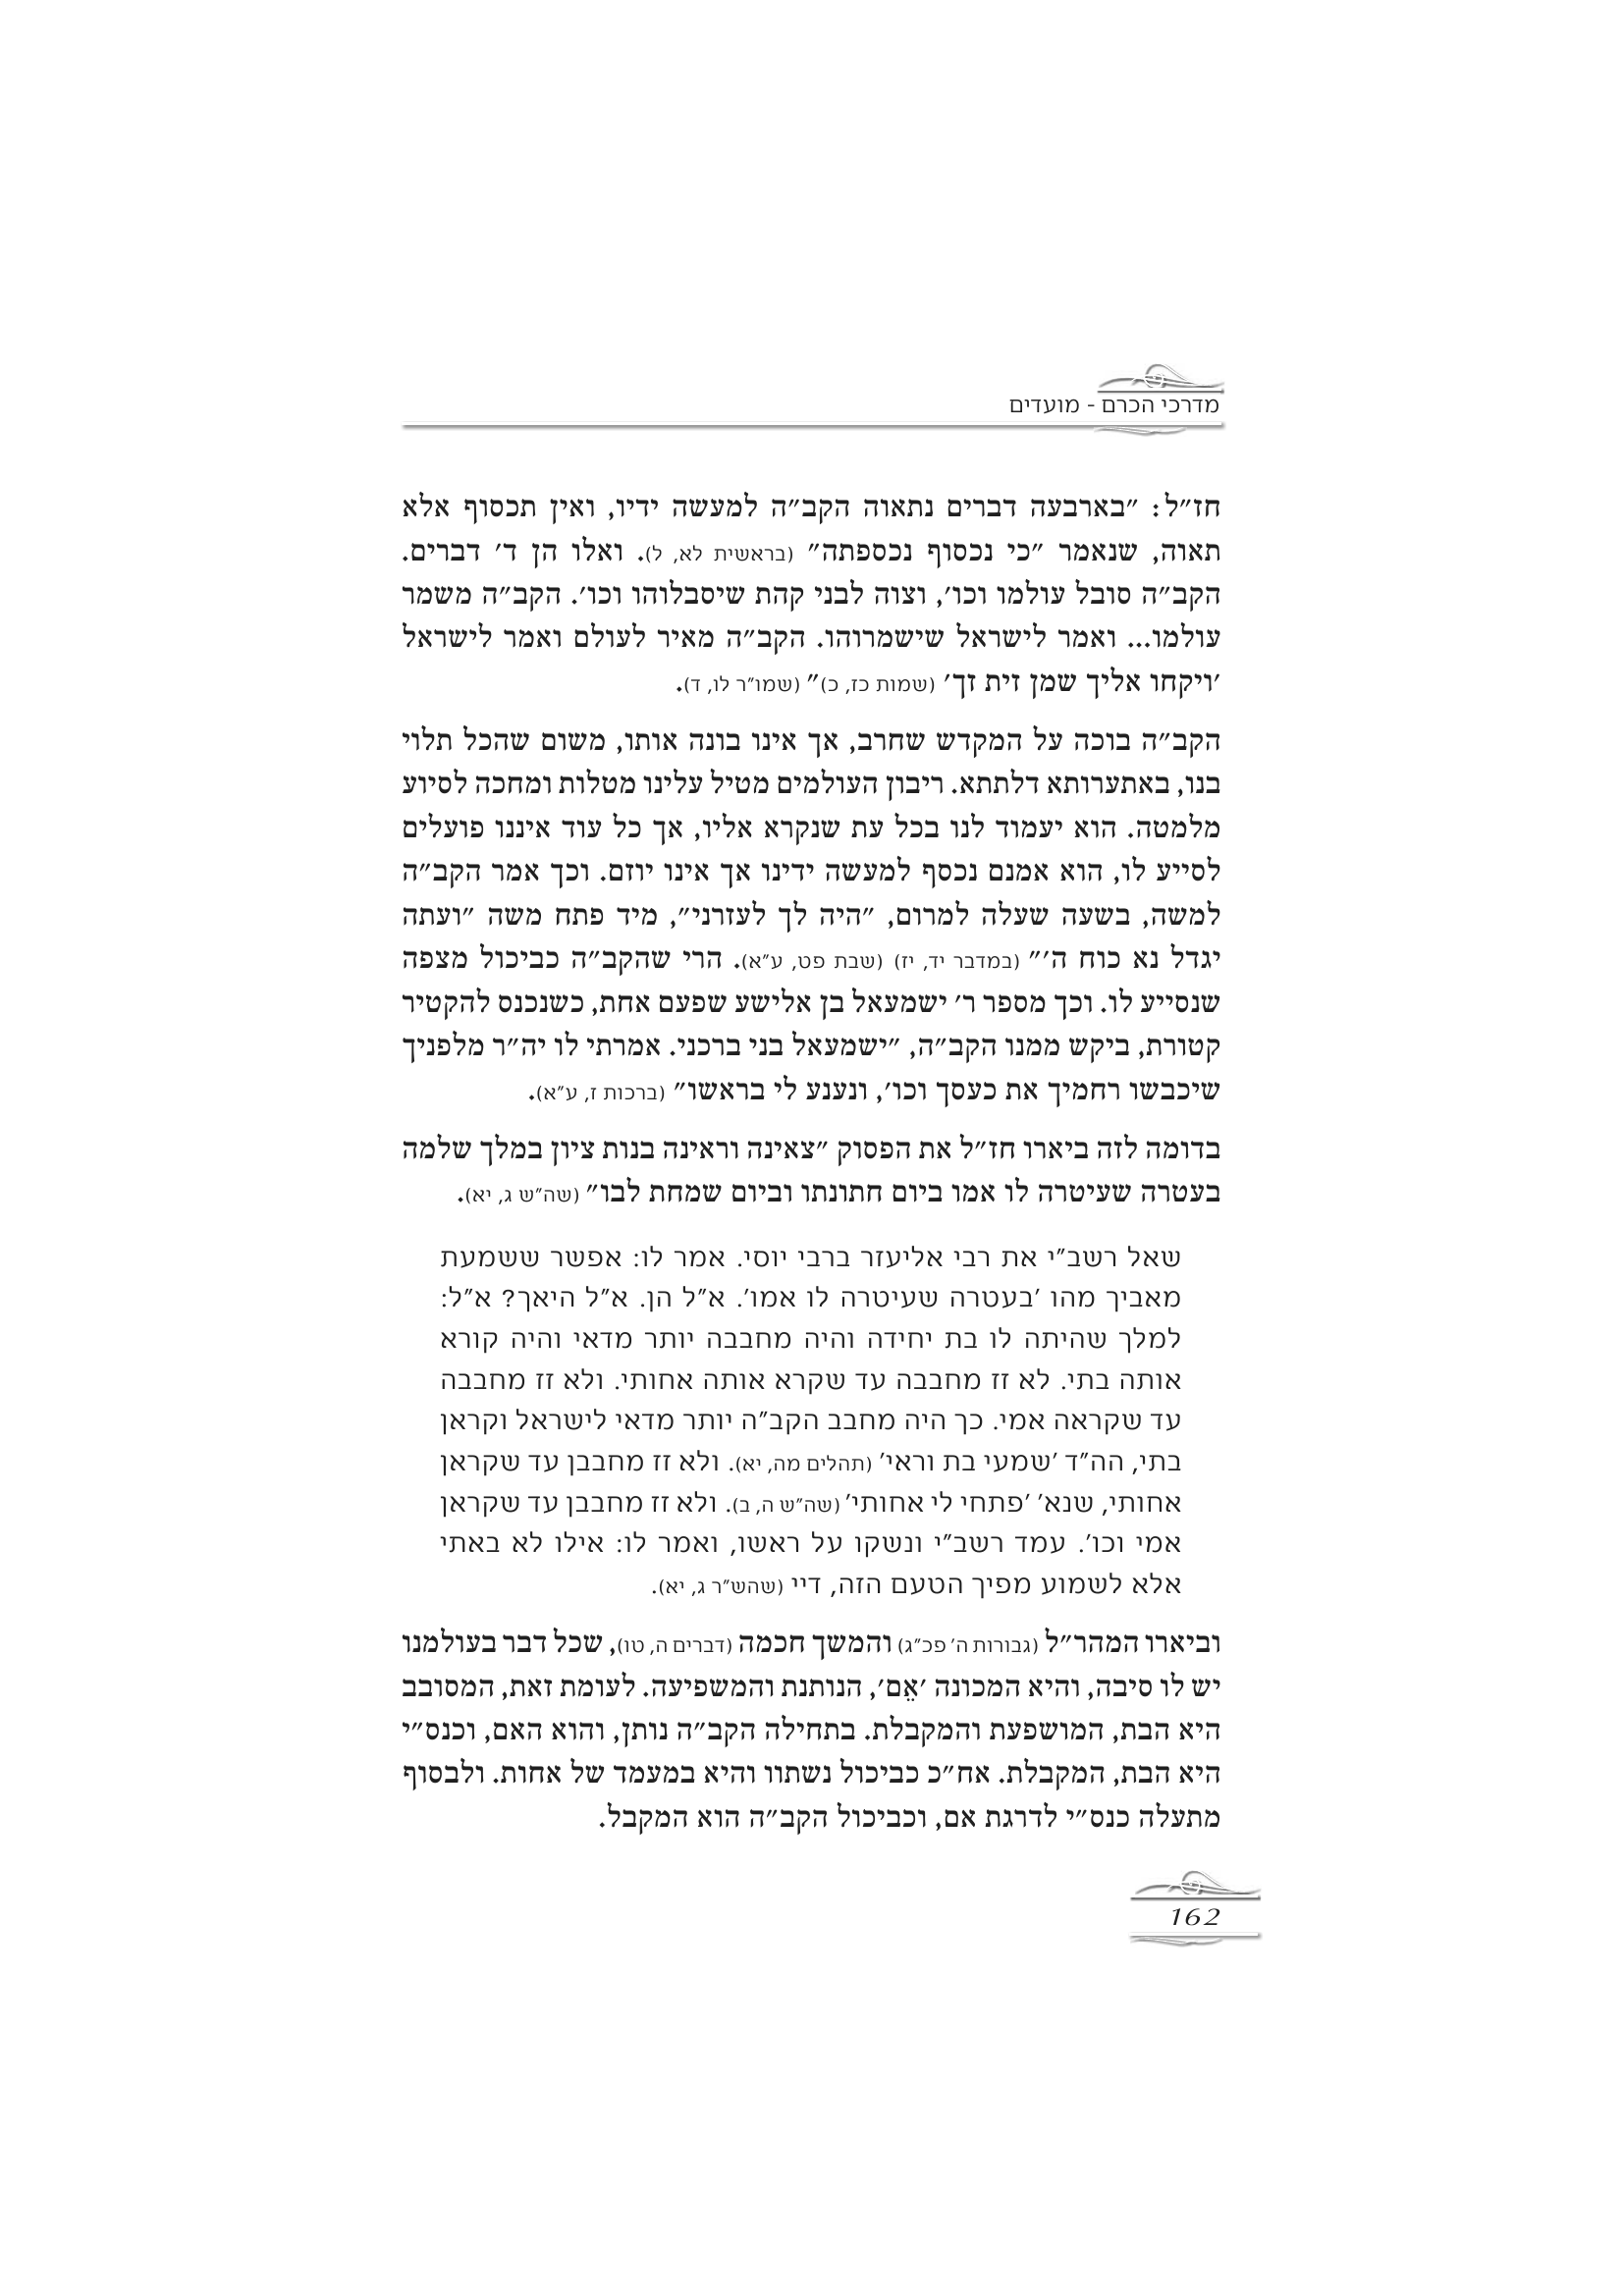 מדרכי הכרם - מועדים
חז״ל: ״בארבעה דברים נתאוה הקב״ה למעשה ידיו, ואין תכסוף אלא
תאוה, שנאמר ״כי נכסוף נכספתה״ (בראשית לא, ל). ואלו הן ד׳ דברים.
הקב״ה סובל עולמו וכו׳, וצוה לבני קהת שיסבלוהו וכו׳. הקב״ה משמר
עולמו... ואמר לישראל שישמרוהו. הקב״ה מאיר לעולם ואמר לישראל
׳ויקחו אליך שמן זית זך׳ (שמות כז, כ)״ (שמו״ר לו, ד).
הקב״ה בוכה על המקדש שחרב, אך אינו בונה אותו, משום שהכל תלוי
בנו, באתערותא דלתתא. ריבון העולמים מטיל עלינו מטלות ומחכה לסיוע
מלמטה. הוא יעמוד לנו בכל עת שנקרא אליו, אך כל עוד איננו פועלים
לסייע לו, הוא אמנם נכסף למעשה ידינו אך אינו יוזם. וכך אמר הקב״ה
למשה, בשעה שעלה למרום, ״היה לך לעזרני״, מיד פתח משה ״ועתה
יגדל נא כוח ה׳״ (במדבר יד, יז) (שבת פט, ע״א). הרי שהקב״ה כביכול מצפה
שנסייע לו. וכך מספר ר׳ ישמעאל בן אלישע שפעם אחת, כשנכנס להקטיר
קטורת, ביקש ממנו הקב״ה, ״ישמעאל בני ברכני. אמרתי לו יה״ר מלפניך
שיכבשו רחמיך את כעסך וכו׳, ונענע לי בראשו״ (ברכות ז, ע״א).
בדומה לזה ביארו חז״ל את הפסוק ״צאינה וראינה בנות ציון במלך שלמה
בעטרה שעיטרה לו אמו ביום חתונתו וביום שמחת לבו״ (שה״ש ג, יא).
שאל רשב״י את רבי אליעזר ברבי יוסי. אמר לו: אפשר ששמעת
מאביך מהו ׳בעטרה שעיטרה לו אמו׳. א״ל הן. א״ל היאך? א״ל:
למלך שהיתה לו בת יחידה והיה מחבבה יותר מדאי והיה קורא
אותה בתי. לא זז מחבבה עד שקרא אותה אחותי. ולא זז מחבבה
עד שקראה אמי. כך היה מחבב הקב״ה יותר מדאי לישראל וקראן
בתי, הה״ד ׳שמעי בת וראי׳ (תהלים מה, יא). ולא זז מחבבן עד שקראן
אחותי, שנא׳ ׳פתחי לי אחותי׳ (שה״ש ה, ב). ולא זז מחבבן עד שקראן
אמי וכו׳. עמד רשב״י ונשקו על ראשו, ואמר לו: אילו לא באתי
אלא לשמוע מפיך הטעם הזה, דיי (שהש״ר ג, יא).
וביארו המהר״ל (גבורות ה׳ פכ״ג) והמשך חכמה (דברים ה, טו), שכל דבר בעולמנו
יש לו סיבה, והיא המכונה ׳אֵם׳, הנותנת והמשפיעה. לעומת זאת, המסובב
היא הבת, המושפעת והמקבלת. בתחילה הקב״ה נותן, והוא האם, וכנס״י
היא הבת, המקבלת. אח״כ כביכול נשתוו והיא במעמד של אחות. ולבסוף
מתעלה כנס״י לדרגת אם, וכביכול הקב״ה הוא המקבל.
162